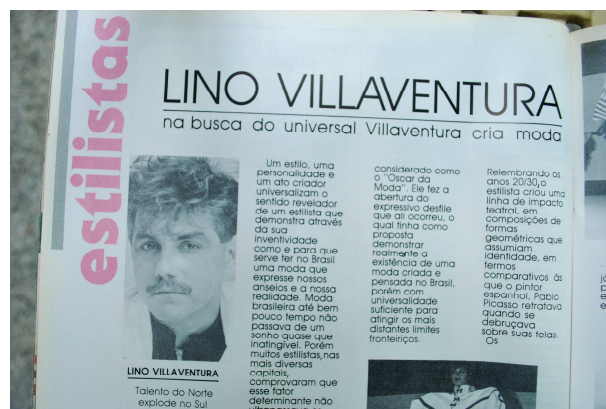 estilistas
LINO VILLAVENTURA
na busca do universal Villaventura cria moda
LINO VILLAVENTURA
Talento do Norte
explode no Sul
Um estilo, uma
personalidade e
um ato criador
universalizam o
sentido revelador
de um estilista que
demonstra através
da sua
inventividade
como e para que
serve ter no Brasil
uma moda que
expresse nossos
anseios e a nossa
realidade. Moda
brasileira até bem
pouco tempo não
passava de um
sonho quase que
inatingível. Porém
muitos estilistas, nas
mais diversas
capitais,
comprovaram que
esse fator
determinante não
considerado como
o "Oscar da
Moda". Ele fez a
abertura do
expressivo desfile
que ali ocorreu, o
qual tinha como
proposta
demonstrar
realmente a
existência de uma
moda criada e
pensada no Brasil,
porém com
universalidade
suficiente para
atingir os mais
distantes limites
fronteiriços.
Relembrando os
anos 20/30, o
estilista criou uma
linha de impacto
teatral, em
composições de
formas
geométricas que
assumiam
identidade, em
termos
comparativos às
que o pintor
espanhol, Pablo
Picasso retratava
quando se
debruçava
sobre suas telas.
Os